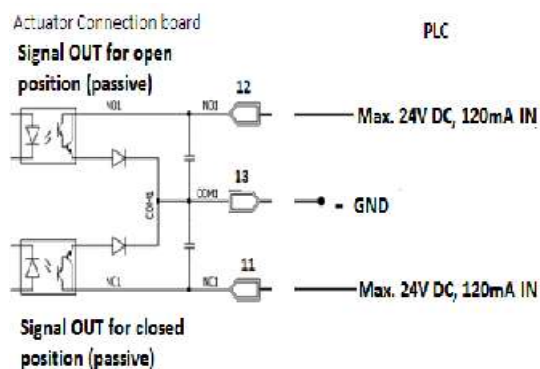 Actuator Connection board
PLC
Signal OUT for open
position (passive)
12
NO1
NO1
Max. 24V DC, 120mA IN
13
COM1
COM1
- GND
11
NC1
NC1
Max. 24V DC, 120mA IN
Signal OUT for closed
position (passive)